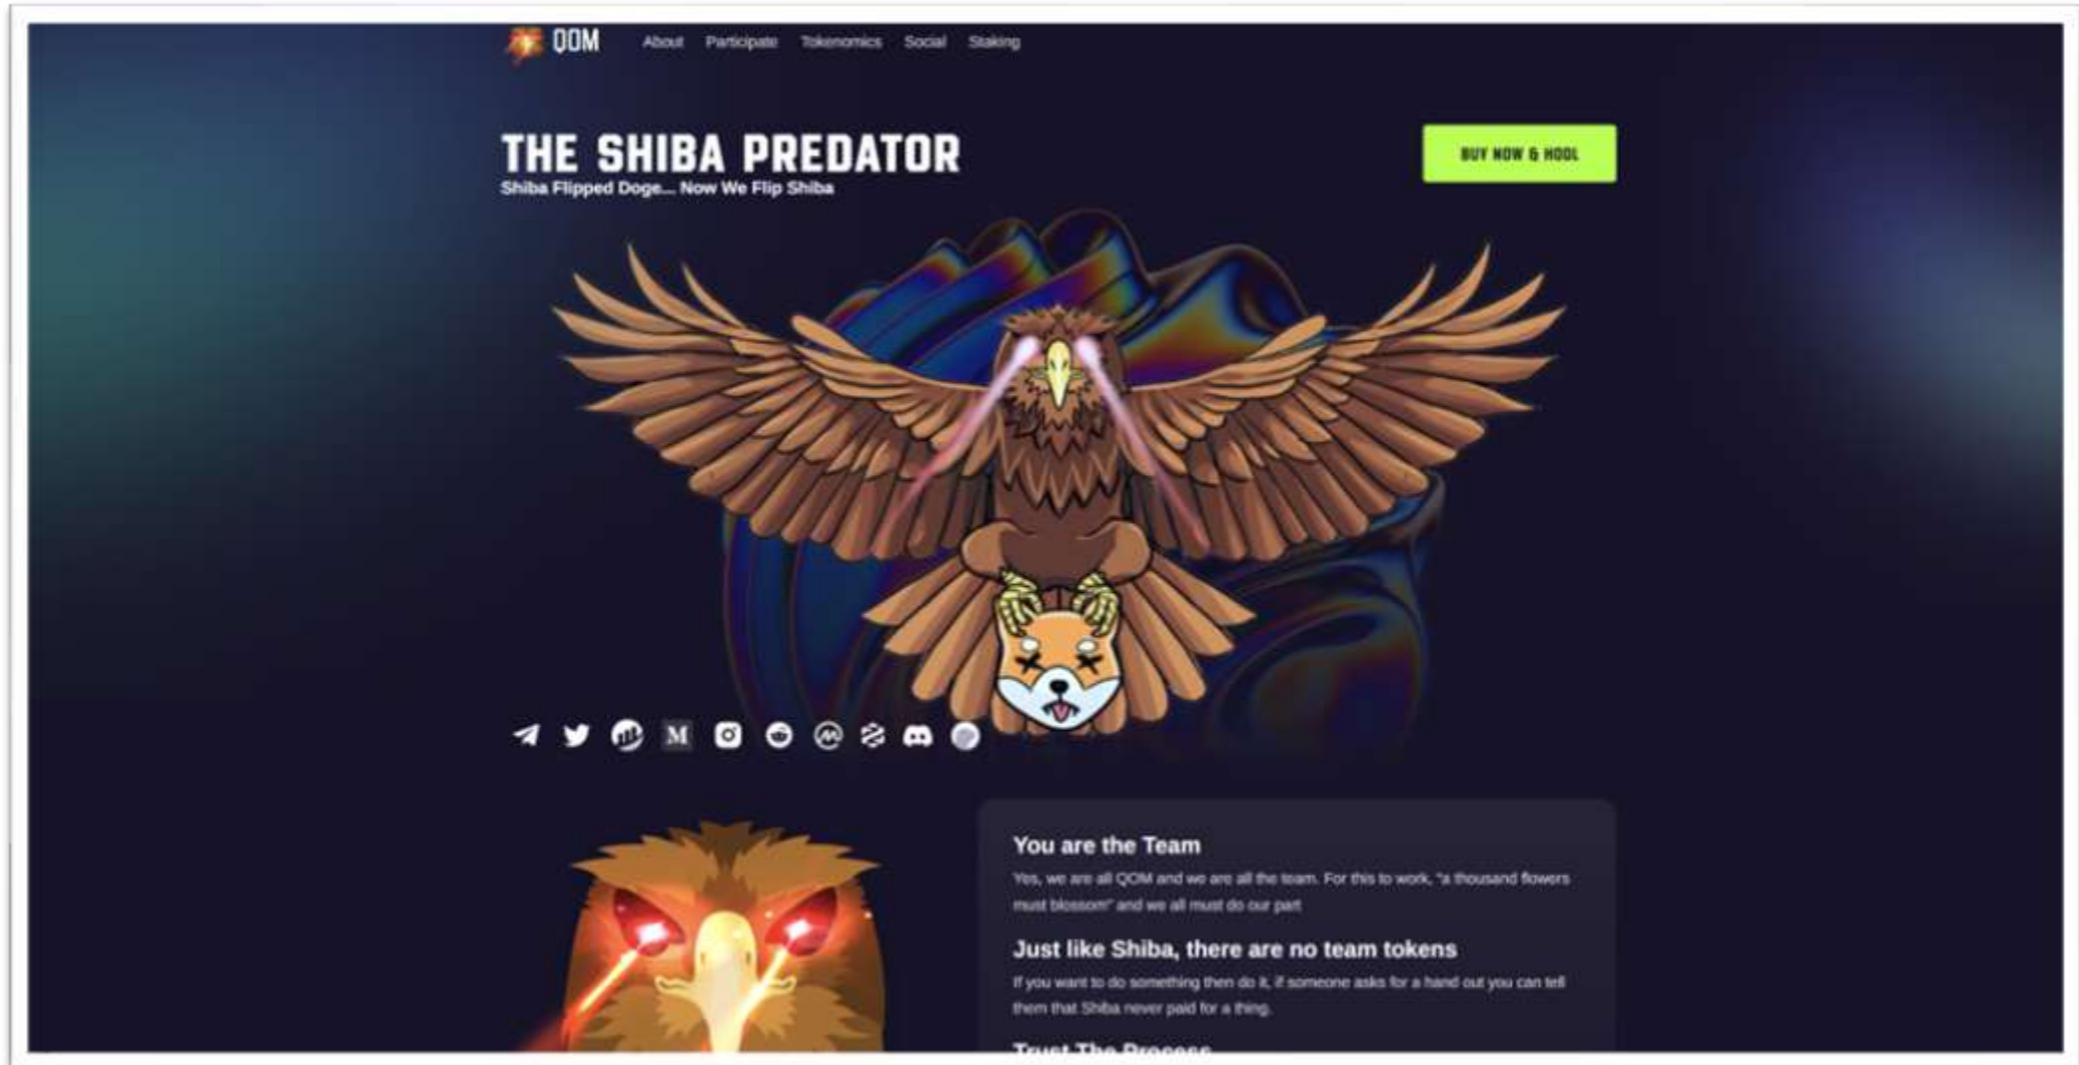 QOM
About Participate Tokenomics Social Staking
THE SHIBA PREDATOR
BUY NOW & HODL
Shiba Flipped Doge... Now We Flip Shiba
M
You are the Team
Yes, we are all QOM and we are all the team. For this to work, "a thousand flowers
must blossom" and we all must do our part
Just like Shiba, there are no team tokens
If you want to do something then do it, if someone asks for a hand out you can tell
them that Shiba never paid for a thing.
Trust The Process